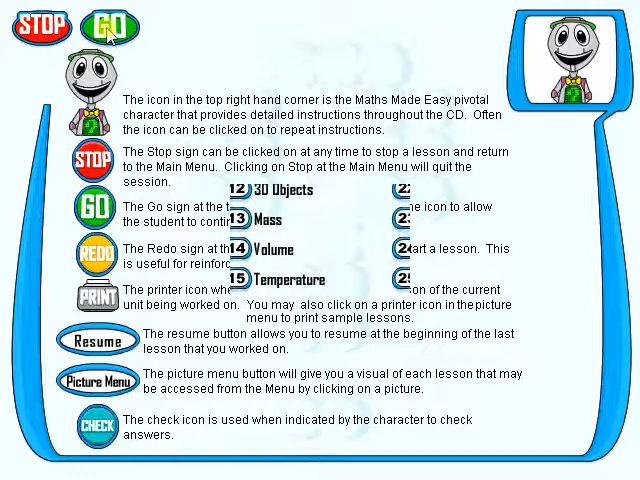 STOP GO
The icon in the top right hand corner is the Maths Made Easy pivotal
character that provides detailed instructions throughout the CD. Often
the icon can be clicked on to repeat instructions.
STOP
The Stop sign can be clicked on at any time to stop a lesson and return
to the Main Menu. Clicking on Stop at the Main Menu will quit the
session.
12 3D Objects 22
GO
The Go sign at the icon to allow
the student to
13 Mass 23
REDO
The Redo sign at lesson. This
is useful for
14 Volume 24
15 Temperature 25
PRINT
The printer icon of the current
unit being worked on. You may also click on a printer icon in the picture
menu to print sample lessons.
Resume
The resume button allows you to resume at the beginning of the last
lesson that you worked on.
Picture Menu
The picture menu button will give you a visual of each lesson that may
be accessed from the Menu by clicking on a picture.
CHECK
The check icon is used when indicated by the character to check
answers.